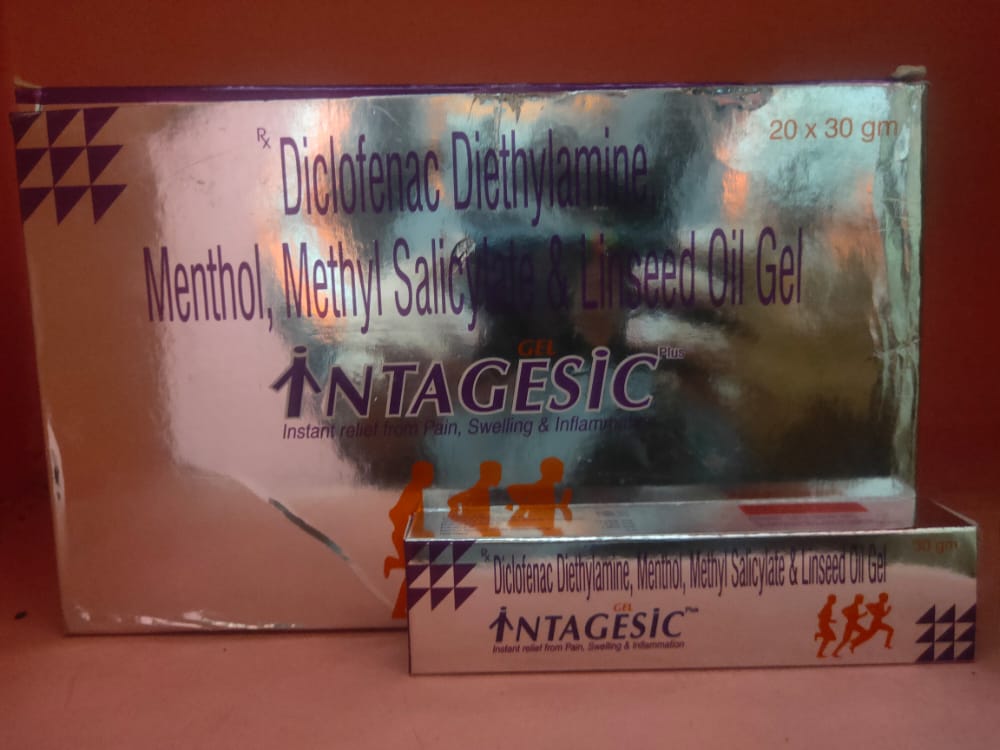 20 x 30 gm
Rx Diclofenac Diethylamine,
Menthol, Methyl Salicylate & Linseed Oil Gel
GEL
INTAGESIC Plus
Instant relief from Pain, Swelling & Inflammation
30 gm
Rx Diclofenac Diethylamine, Menthol, Methyl Salicylate & Linseed Oil Gel
GEL
INTAGESIC Plus
Instant relief from Pain, Swelling & Inflammation